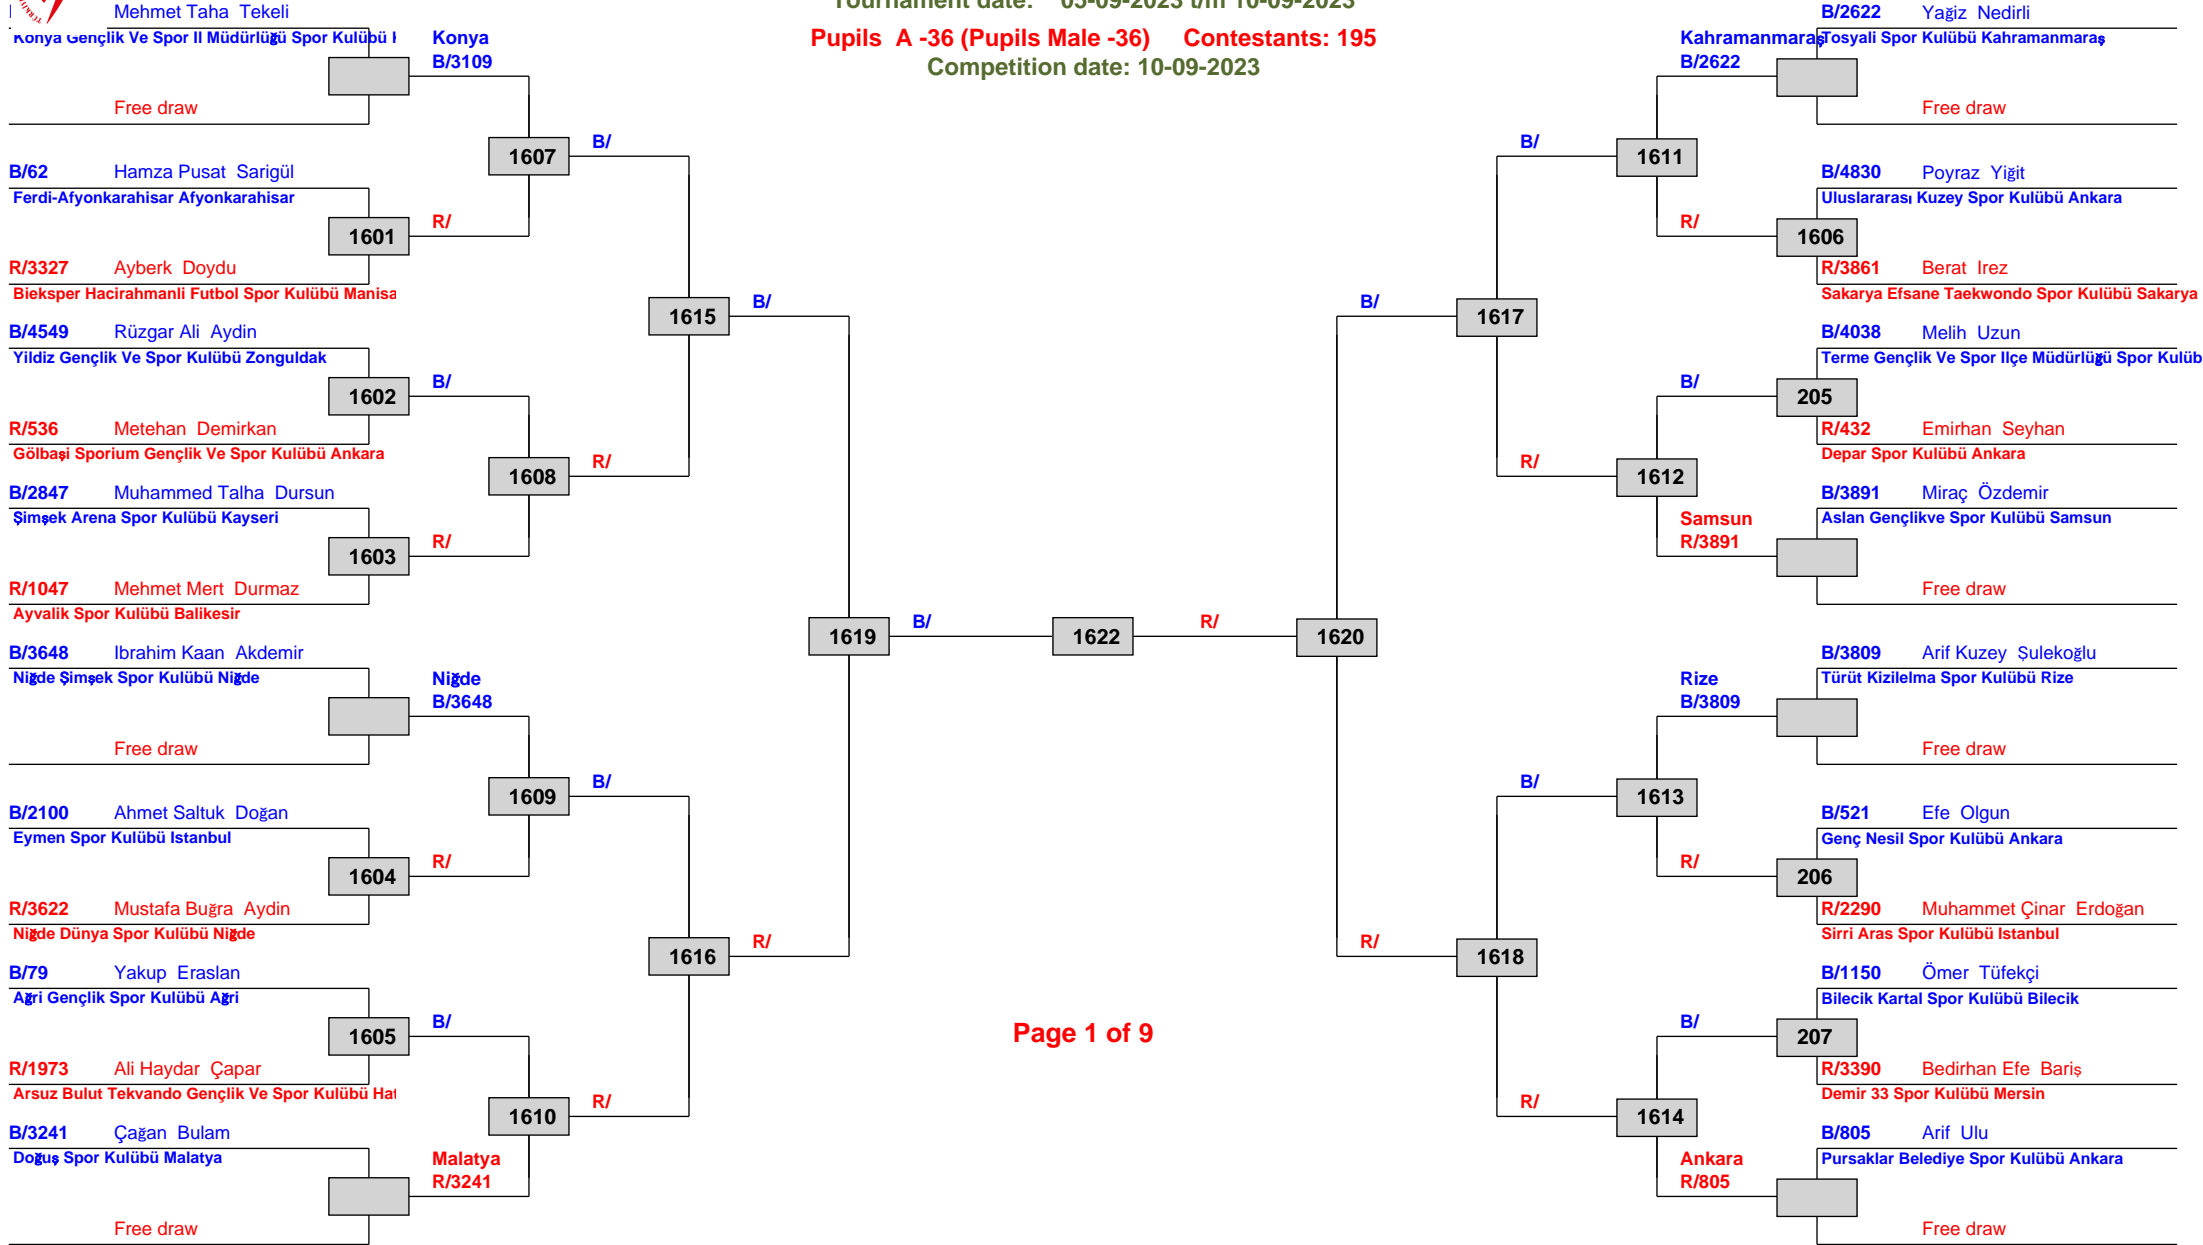 Tournament date: 05-09-2023 t/m 10-09-2023
Pupils A -36 (Pupils Male -36) Contestants: 195
Competition date: 10-09-2023
Mehmet Taha Tekeli
Konya Gençlik Ve Spor Il Müdürlüğü Spor Kulübü
Konya
B/3109
Free draw
1607
B/
B/62 Hamza Pusat Sarigül
Ferdi-Afyonkarahisar Afyonkarahisar
1601
R/
R/3327 Ayberk Doydu
Bieksper Hacirahmanli Futbol Spor Kulübü Manisa
1615
B/
B/4549 Rüzgar Ali Aydin
Yildiz Gençlik Ve Spor Kulübü Zonguldak
1602
B/
R/536 Metehan Demirkan
Gölbaşi Sporium Gençlik Ve Spor Kulübü Ankara
1608
R/
B/2847 Muhammed Talha Dursun
Şimşek Arena Spor Kulübü Kayseri
1603
R/
R/1047 Mehmet Mert Durmaz
Ayvalik Spor Kulübü Balikesir
1619
B/
1622
R/
1620
B/3648 Ibrahim Kaan Akdemir
Niğde Şimşek Spor Kulübü Niğde
Niğde
B/3648
Free draw
1609
B/
B/2100 Ahmet Saltuk Doğan
Eymen Spor Kulübü Istanbul
1604
R/
R/3622 Mustafa Buğra Aydin
Niğde Dünya Spor Kulübü Niğde
1616
R/
B/79 Yakup Eraslan
Ağri Gençlik Spor Kulübü Ağri
1605
B/
R/1973 Ali Haydar Çapar
Arsuz Bulut Tekvando Gençlik Ve Spor Kulübü
1610
R/
B/3241 Çağan Bulam
Doğuş Spor Kulübü Malatya
Malatya
R/3241
Free draw
B/2622 Yağiz Nedirli
Kahramanmaraş Tosyali Spor Kulübü Kahramanmaraş
B/2622
Free draw
B/
1611
B/4830 Poyraz Yiğit
Uluslararası Kuzey Spor Kulübü Ankara
R/
1606
R/3861 Berat Irez
Sakarya Efsane Taekwondo Spor Kulübü Sakarya
B/
1617
B/4038 Melih Uzun
Terme Gençlik Ve Spor Ilçe Müdürlüğü Spor Kulüb
B/
205
R/432 Emirhan Seyhan
Depar Spor Kulübü Ankara
R/
1612
B/3891 Miraç Özdemir
Aslan Gençlikve Spor Kulübü Samsun
Samsun
R/3891
Free draw
B/3809 Arif Kuzey Şulekoğlu
Türüt Kizilelma Spor Kulübü Rize
Rize
B/3809
Free draw
B/
1613
B/521 Efe Olgun
Genç Nesil Spor Kulübü Ankara
R/
206
R/2290 Muhammet Çinar Erdoğan
Sirri Aras Spor Kulübü Istanbul
R/
1618
B/1150 Ömer Tüfekçi
Bilecik Kartal Spor Kulübü Bilecik
B/
207
R/3390 Bedirhan Efe Bariş
Demir 33 Spor Kulübü Mersin
R/
1614
B/805 Arif Ulu
Pursaklar Belediye Spor Kulübü Ankara
Ankara
R/805
Free draw
Page 1 of 9